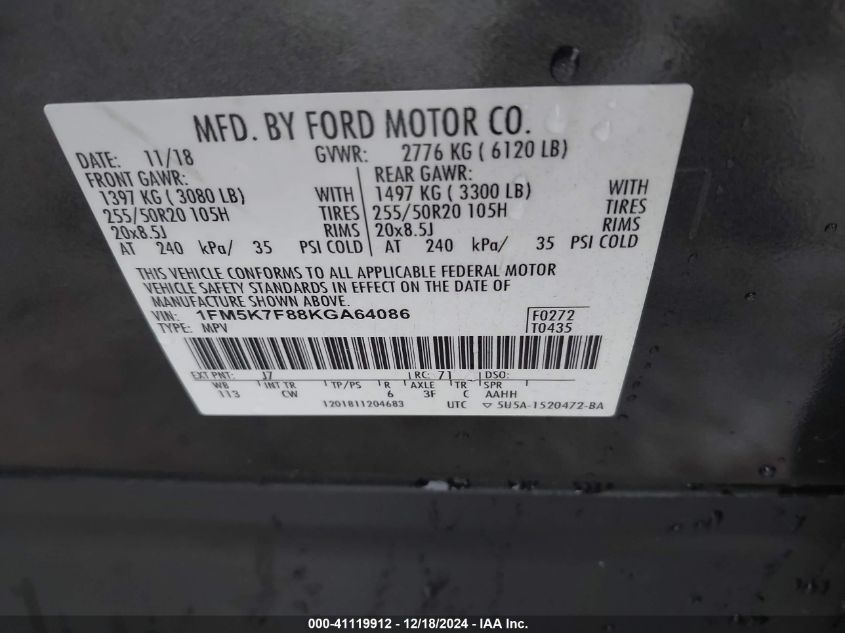 MFD. BY FORD MOTOR CO.
DATE: 11/18 GVWR: 2776 KG ( 6120 LB)
FRONT GAWR: REAR GAWR:
1397 KG ( 3080 LB) WITH 1497 KG ( 3300 LB) WITH
255/50R20 105H TIRES 255/50R20 105H TIRES
20x8.5J RIMS 20x8.5J RIMS
AT 240 kPa/ 35 PSI COLD AT 240 kPa/ 35 PSI COLD
THIS VEHICLE CONFORMS TO ALL APPLICABLE FEDERAL MOTOR
VEHICLE SAFETY STANDARDS IN EFFECT ON THE DATE OF
MANUFACTURE SHOWN ABOVE.
VIN: 1FM5K7F88KGA64086 F0272
TYPE: MPV T0435
EXT PNT: J7 RC: 71 DSO:
WB INT TR TP/PS R AXLE TR SPR
113 CW 6 3F C AAHH
1201811204683 UTC ▽ 5USA-1520472-BA
000-41119912 - 12/18/2024 - IAA Inc.